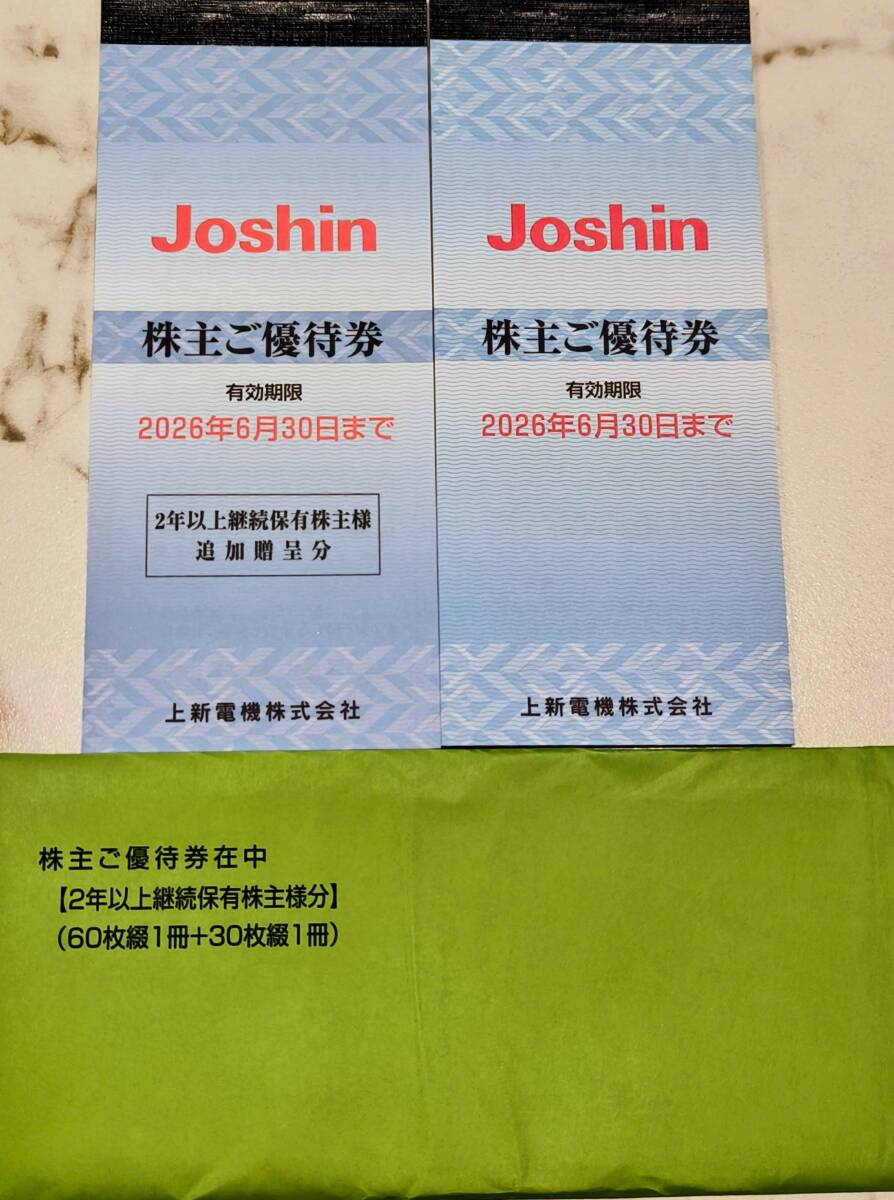 Joshin
株主ご優待券
有効期限
2026年6月30日まで
2年以上継続保有株主様
追加贈呈分
上新電機株式会社
Joshin
株主ご優待券
有効期限
2026年6月30日まで
上新電機株式会社
株主ご優待券在中
【2年以上継続保有株主様分】
（60枚綴1冊+30枚綴1冊）